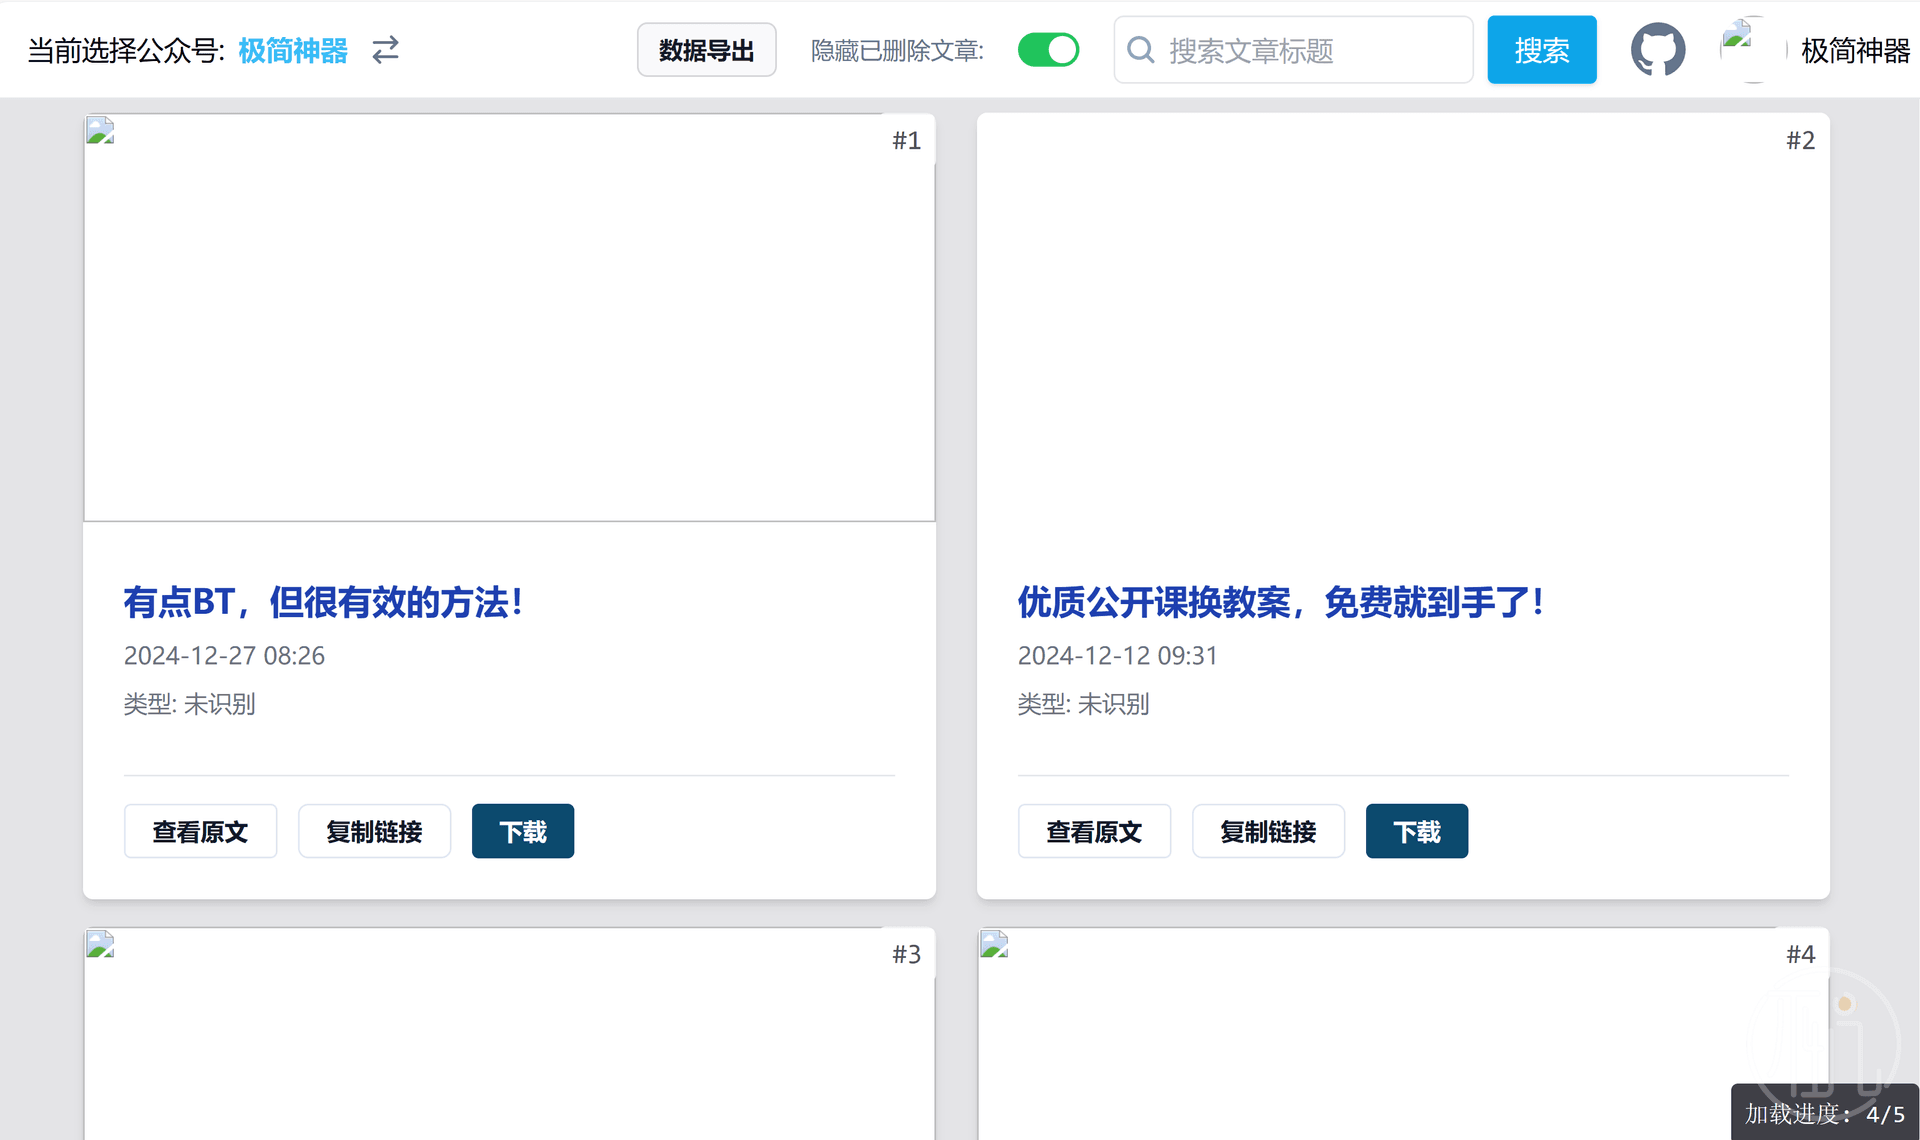 当前选择公众号: 极简神器 数据导出 隐藏已删除文章: 搜索文章标题 搜索 极简神器
#1
有点BT，但很有效的方法！
2024-12-27 08:26
类型: 未识别
查看原文 复制链接 下载
#2
优质公开课换教案，免费就到手了！
2024-12-12 09:31
类型: 未识别
查看原文 复制链接 下载
#3
#4
加载进度: 4/5